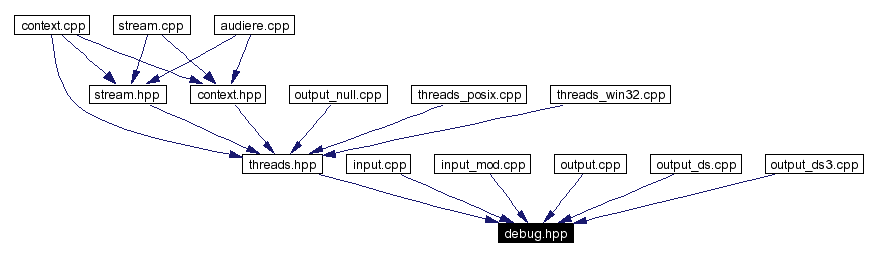 context.cpp stream.cpp audiere.cpp
stream.hpp context.hpp output_null.cpp threads_posix.cpp threads_win32.cpp
threads.hpp input.cpp input_mod.cpp output.cpp output_ds.cpp output_ds3.cpp
debug.hpp